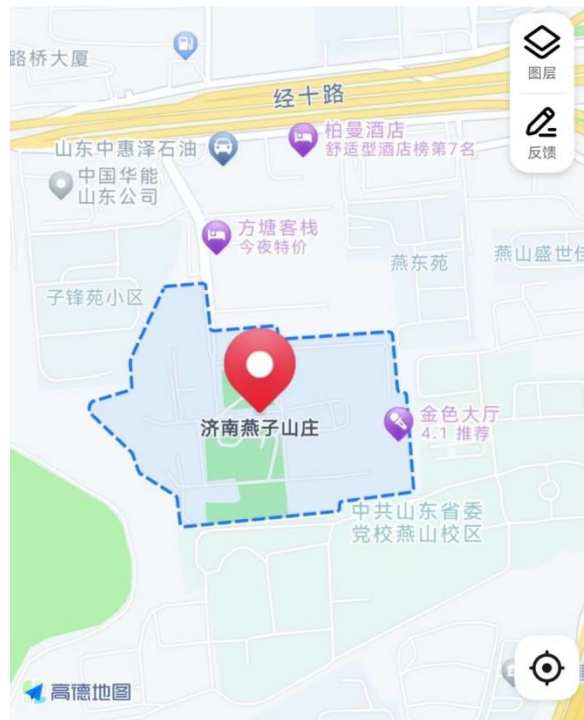 路桥大厦
图层
经十路
柏曼酒店
舒适型酒店榜第7名
反馈
山东中惠泽石油
中国华能
山东公司
方塘客栈
今夜特价
燕东苑
燕山盛世佳
子锋苑小区
济南燕子山庄
金色大厅
4.1 推荐
中共山东省委
党校燕山校区
高德地图